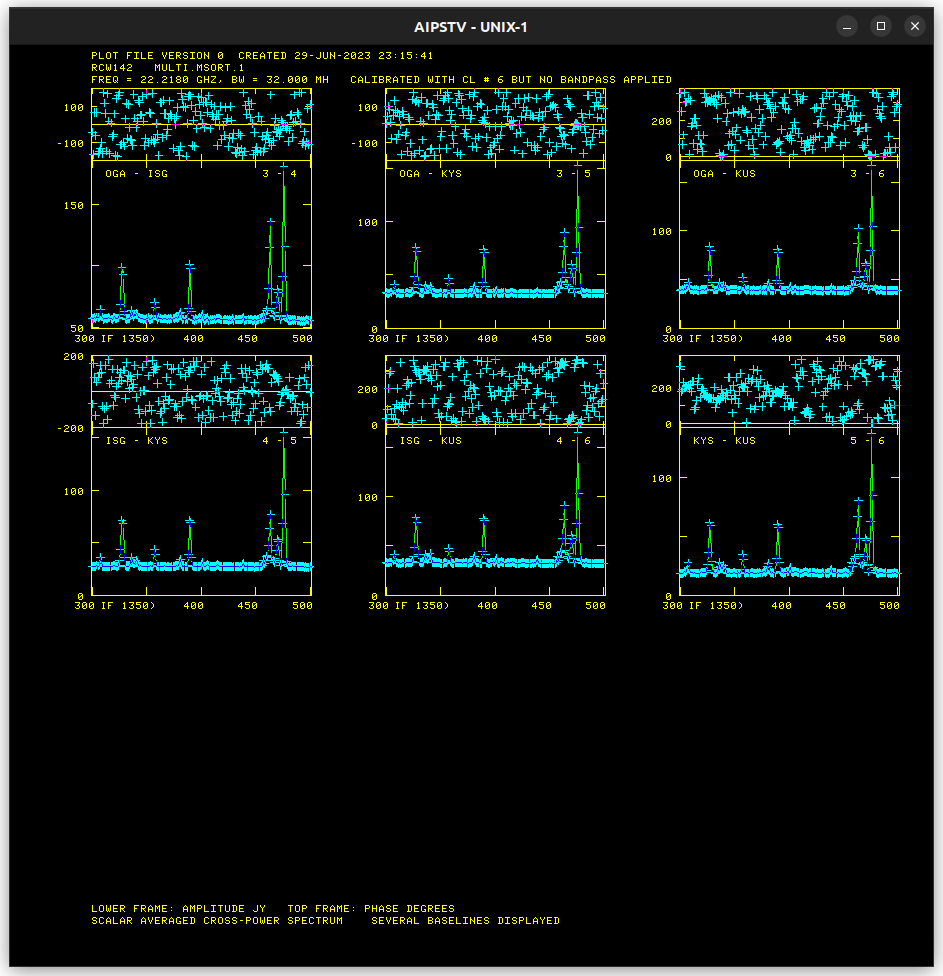 AIPSTV - UNIX-1
PLOT FILE VERSION 0 CREATED 29-JUN-2023 23:15:41
RCW142 MULTI.MSORT.1
FREQ = 22.2180 GHZ, BW = 32.000 MH CALIBRATED WITH CL # 6 BUT NO BANDPASS APPLIED
100 100 200
-100 -100 0
OGA - ISG 3 - 4 OGA - KYS 3 - 5 OGA - KUS 3 - 6
150 100 100
50 0 0
300 IF 1350) 400 450 500 300 IF 1350) 400 450 500 300 IF 1350) 400 450 500
200 200 200
-200 0 0
ISG - KYS 4 - 5 ISG - KUS 4 - 6 KYS - KUS 5 - 6
100 100 100
0 0 0
300 IF 1350) 400 450 500 300 IF 1350) 400 450 500 300 IF 1350) 400 450 500
LOWER FRAME: AMPLITUDE JY TOP FRAME: PHASE DEGREES
SCALAR AVERAGED CROSS-POWER SPECTRUM SEVERAL BASELINES DISPLAYED